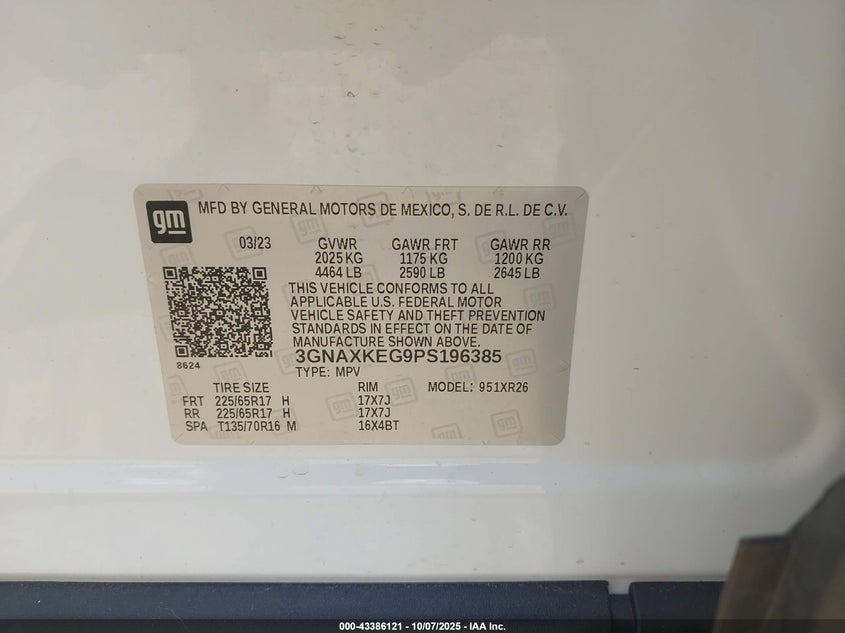 gm MFD BY GENERAL MOTORS DE MEXICO, S. DE R.L. DE C.V.
03/23 GVWR GAWR FRT GAWR RR
2025 KG 1175 KG 1200 KG
4464 LB 2590 LB 2645 LB
THIS VEHICLE CONFORMS TO ALL
APPLICABLE U.S. FEDERAL MOTOR
VEHICLE SAFETY AND THEFT PREVENTION
STANDARDS IN EFFECT ON THE DATE OF
MANUFACTURE SHOWN ABOVE.
3GNAXKEG9PS196385
8624 TYPE: MPV
TIRE SIZE RIM MODEL: 951XR26
FRT 225/65R17 H 17X7J
RR 225/65R17 H 17X7J
SPA T135/70R16 M 16X4BT
000-43386121 - 10/07/2025 - IAA Inc.